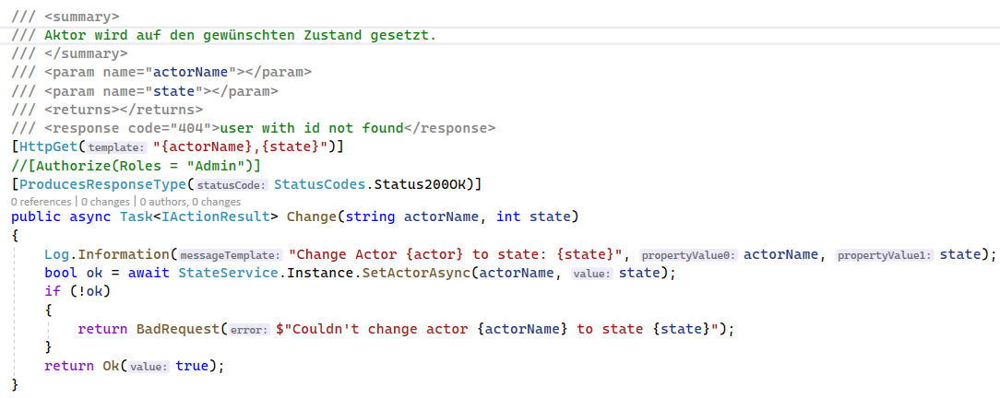 /// <summary>
/// Aktor wird auf den gewünschten Zustand gesetzt.
/// </summary>
/// <param name="actorName"></param>
/// <param name="state"></param>
/// <returns></returns>
/// <response code="404">user with id not found</response>
[HttpGet(template: "{actorName},{state}")]
//[Authorize(Roles = "Admin")]
[ProducesResponseType(statusCode: StatusCodes.Status200OK)]
0 references | 0 changes | 0 authors, 0 changes
public async Task<IActionResult> Change(string actorName, int state)
{
    Log.Information(messageTemplate: "Change Actor {actor} to state: {state}", propertyValue0: actorName, propertyValue1: state);
    bool ok = await StateService.Instance.SetActorAsync(actorName, value: state);
    if (!ok)
    {
        return BadRequest(error: $"Couldn't change actor {actorName} to state {state}");
    }
    return Ok(value: true);
}